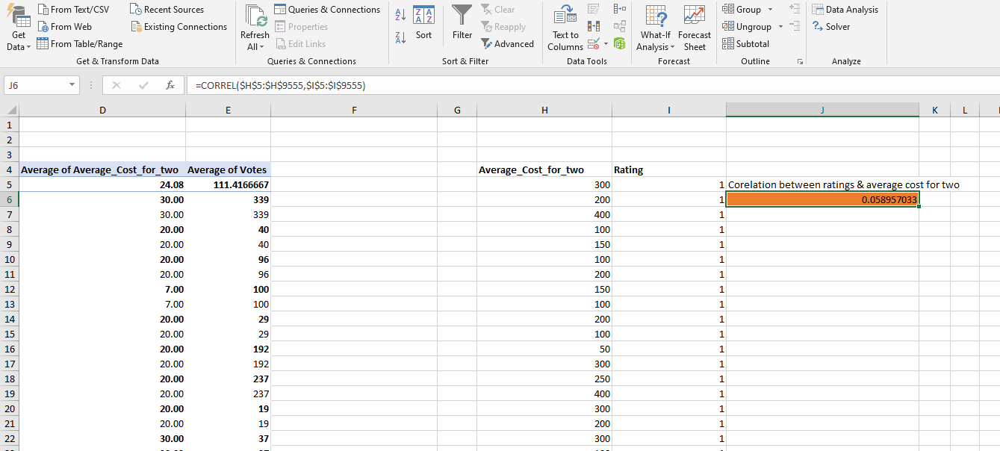 From Text/CSV Recent Sources Queries & Connections Clear Group Data Analysis
Get From Web Existing Connections Refresh Properties Sort Filter Reapply Text to What-If Forecast Ungroup Solver
Data From Table/Range All Edit Links Advanced Columns Analysis Sheet Subtotal
Get & Transform Data Queries & Connections Sort & Filter Data Tools Forecast Outline Analyze
J6 fx =CORREL($H$5:$H$9555,$I$5:$I$9555)
D E F G H I J K L
1
2
3
4 Average of Average_Cost_for_two Average of Votes Average_Cost_for_two Rating
5 24.08 111.4166667 300 1 Corelation between ratings & average cost for two
6 30.00 339 200 1 0.058957033
7 30.00 339 400 1
8 20.00 40 100 1
9 20.00 40 150 1
10 20.00 96 100 1
11 20.00 96 200 1
12 7.00 100 150 1
13 7.00 100 100 1
14 20.00 29 200 1
15 20.00 29 100 1
16 20.00 192 50 1
17 20.00 192 300 1
18 20.00 237 250 1
19 20.00 237 400 1
20 20.00 19 300 1
21 20.00 19 200 1
22 30.00 37 300 1